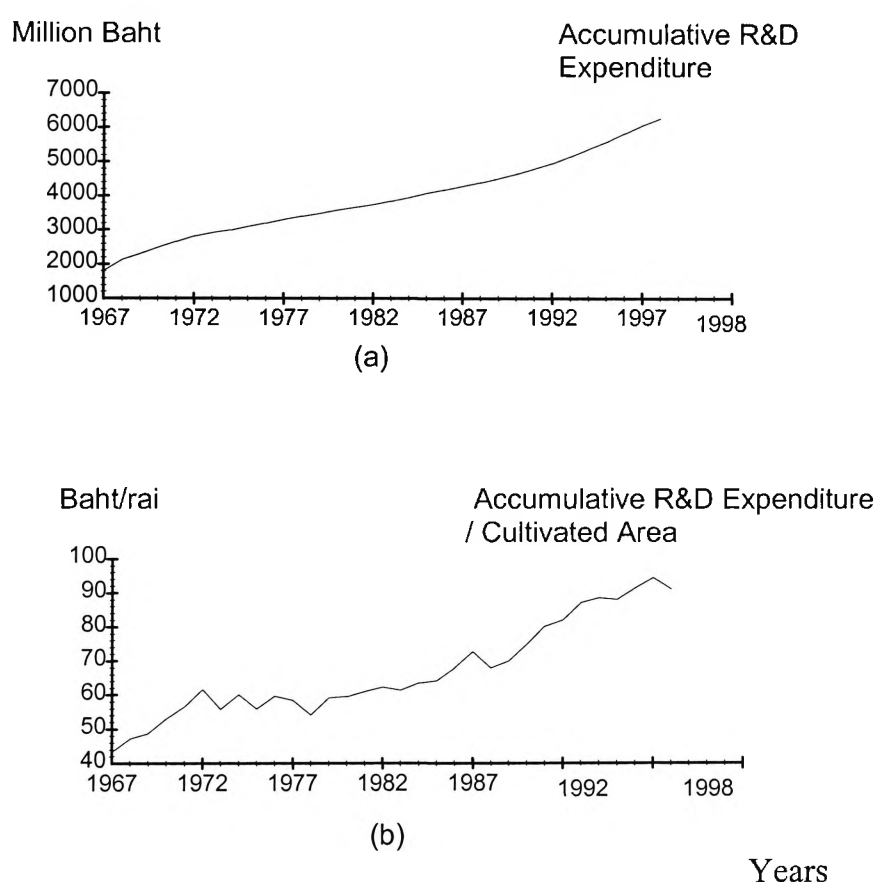 Million Baht
Accumulative R&D
Expenditure
7000
6000
5000
4000
3000
2000
1000
1967 1972 1977 1982 1987 1992 1997 1998
(a)
Baht/rai
Accumulative R&D Expenditure
/ Cultivated Area
100
90
80
70
60
50
40
1967 1972 1977 1982 1987 1992 1998
(b)
Years